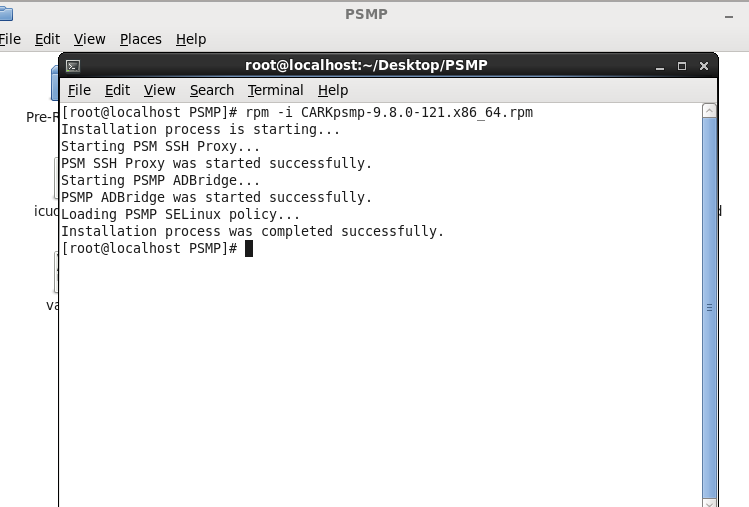 PSMP
File Edit View Places Help
root@localhost:~/Desktop/PSMP
File Edit View Search Terminal Help
[root@localhost PSMP]# rpm -i CARKpsmp-9.8.0-121.x86_64.rpm
Installation process is starting...
Starting PSM SSH Proxy...
PSM SSH Proxy was started successfully.
Starting PSMP ADBridge...
PSMP ADBridge was started successfully.
Loading PSMP SELinux policy...
Installation process was completed successfully.
[root@localhost PSMP]#
Pre-R